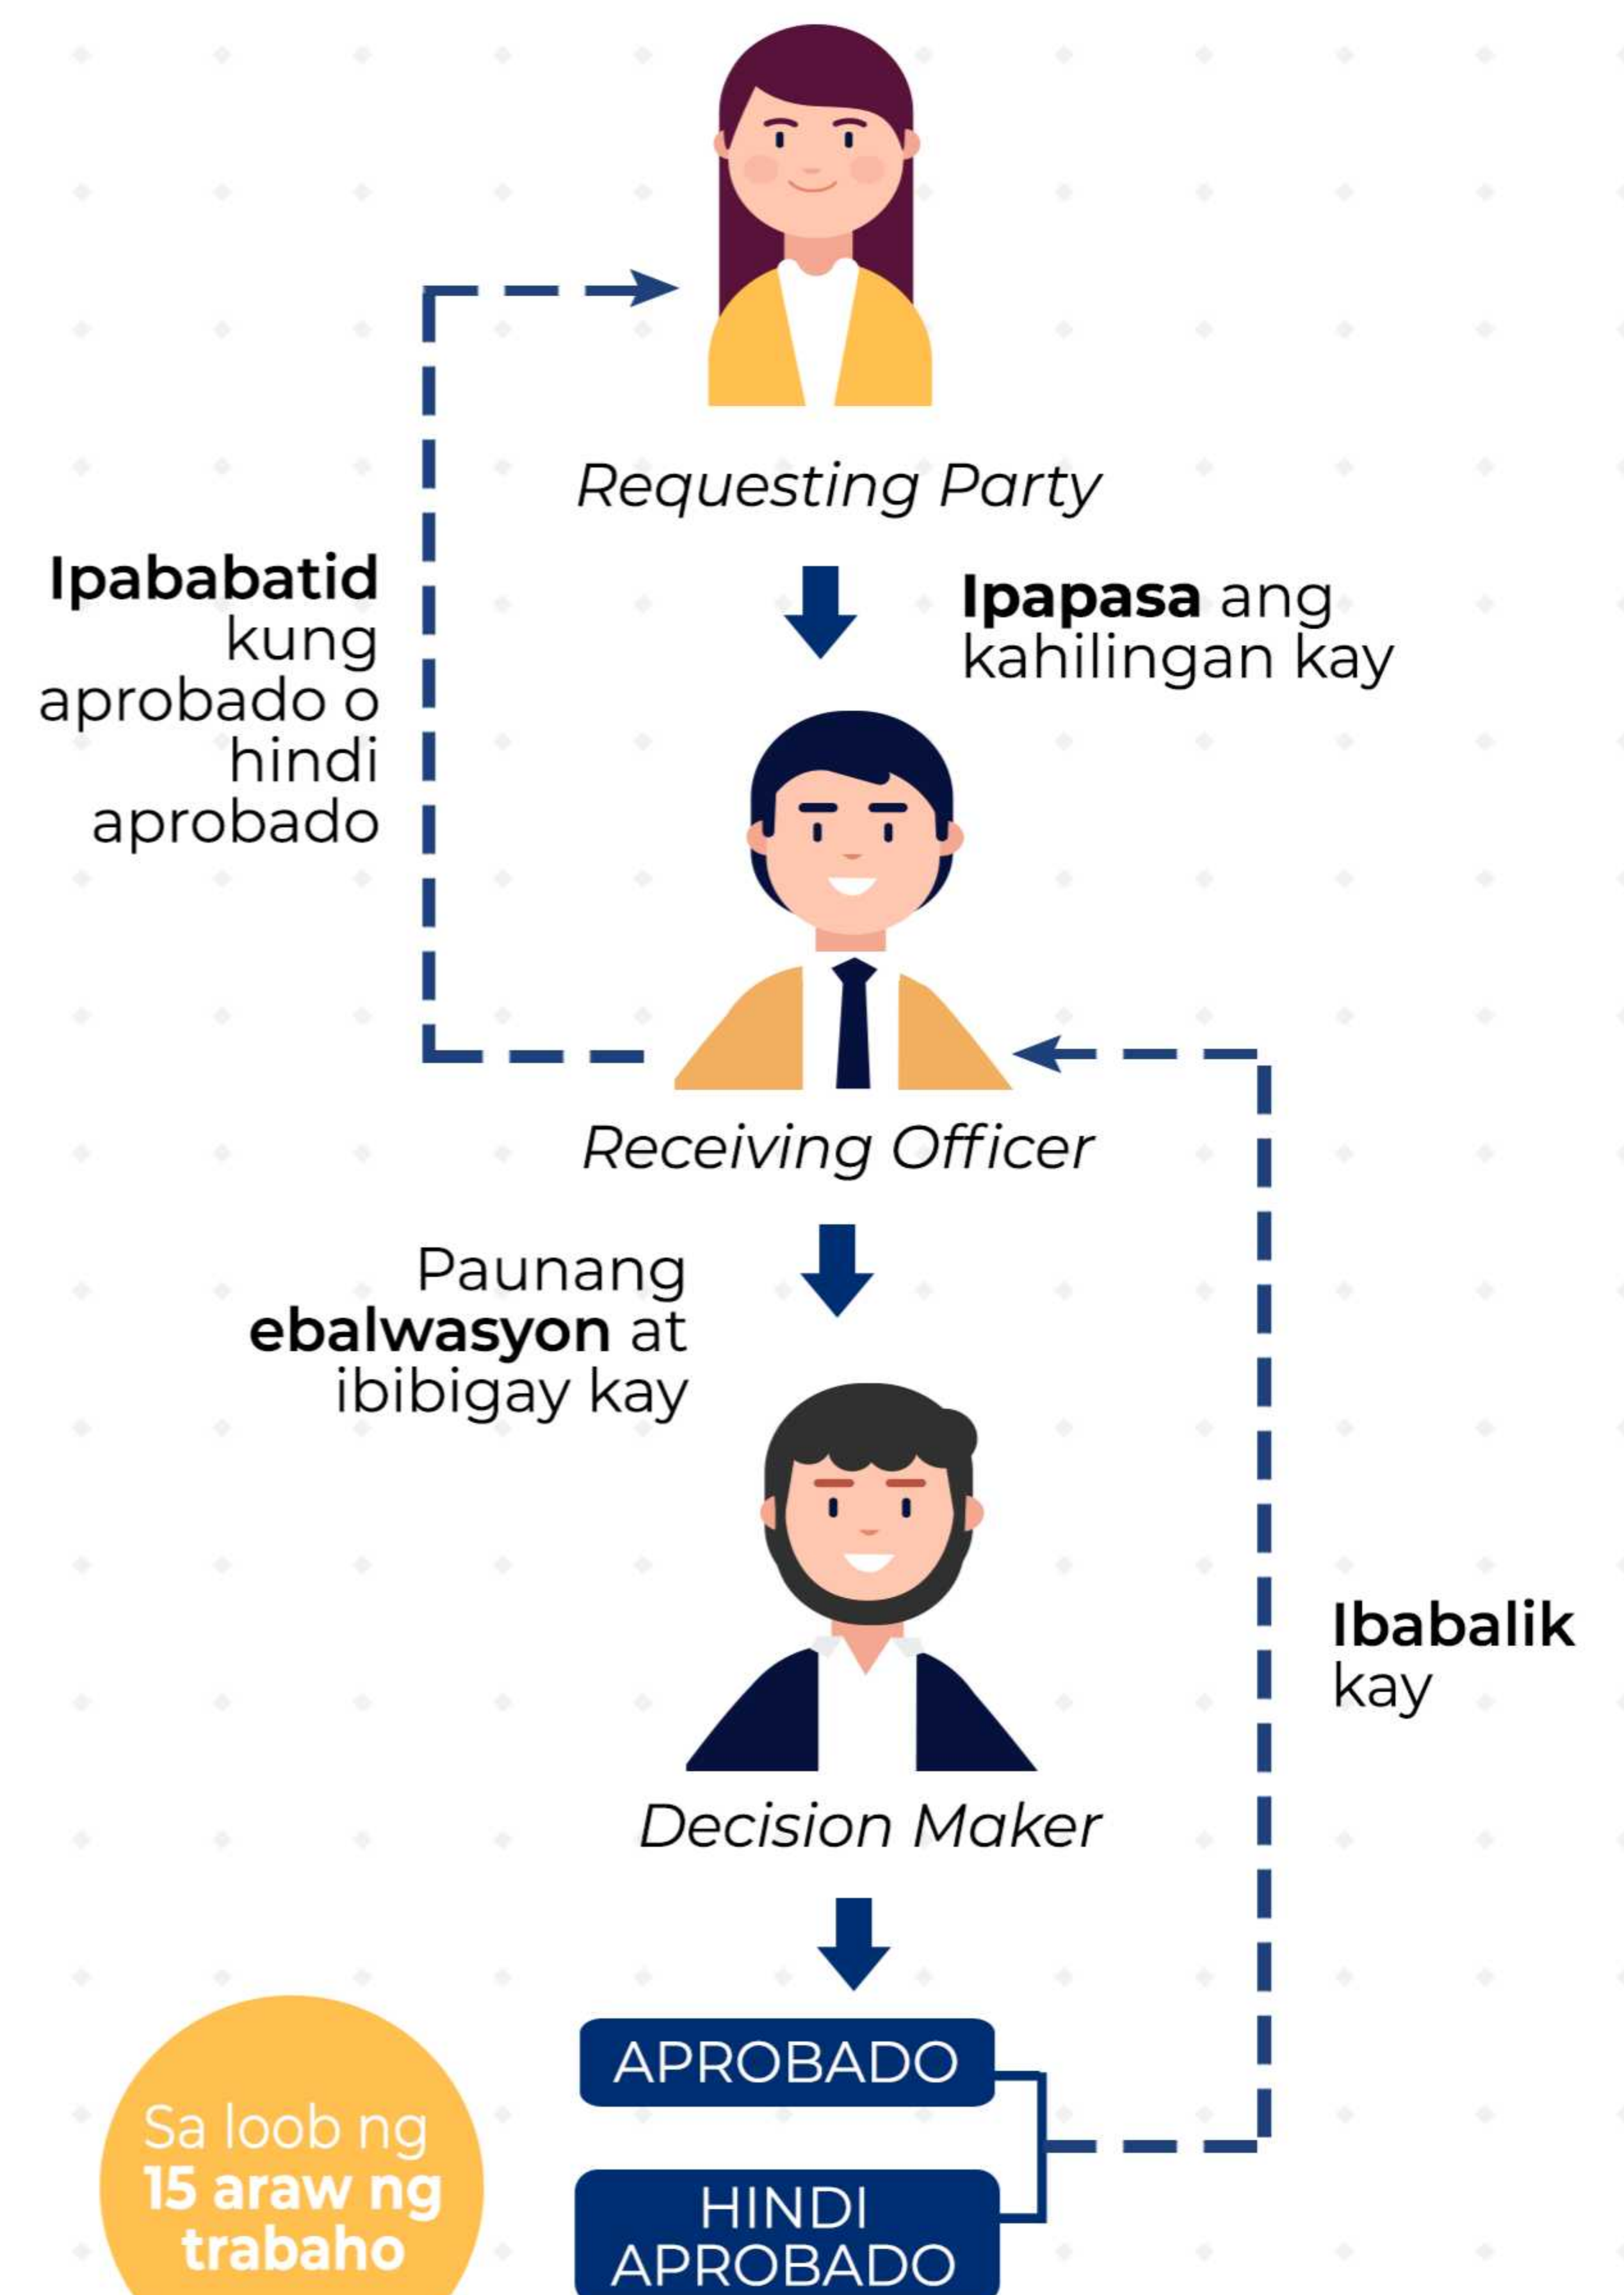 Requesting Party
Ipapasa ang
kahilingan kay
Ipababatid
kung
aprobado o
hindi
aprobado
Receiving Officer
Paunang
ebalwasyon at
ibibigay kay
Decision Maker
Ibabalik
kay
APROBADO
HINDI
APROBADO
Sa loob ng
15 araw ng
trabaho